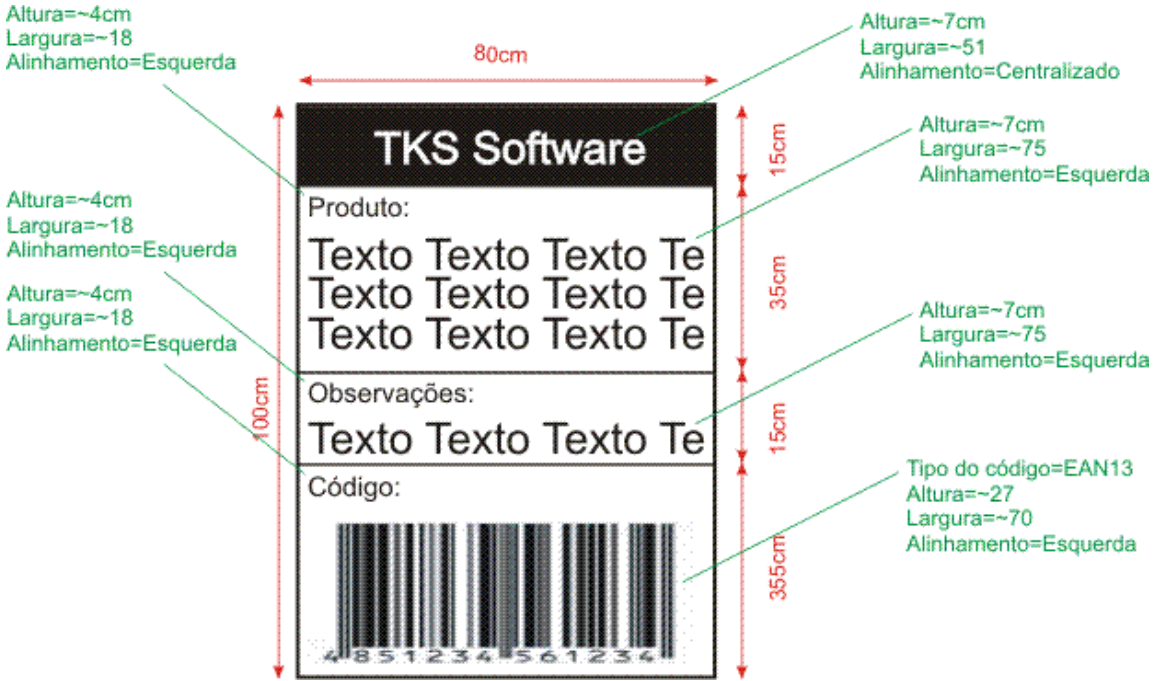 Altura=~4cm
Largura=~18
Alinhamento=Esquerda
80cm
Altura=~7cm
Largura=~51
Alinhamento=Centralizado
TKS Software
15cm
Altura=~7cm
Largura=~75
Alinhamento=Esquerda
Altura=~4cm
Largura=~18
Alinhamento=Esquerda
Produto:
Texto Texto Texto Te
Texto Texto Texto Te
Texto Texto Texto Te
35cm
Altura=~4cm
Largura=~18
Alinhamento=Esquerda
Altura=~7cm
Largura=~75
Alinhamento=Esquerda
100cm
Observações:
Texto Texto Texto Te
15cm
Código:
Tipo do código=EAN13
Altura=~27
Largura=~70
Alinhamento=Esquerda
355cm
4 851234 561234